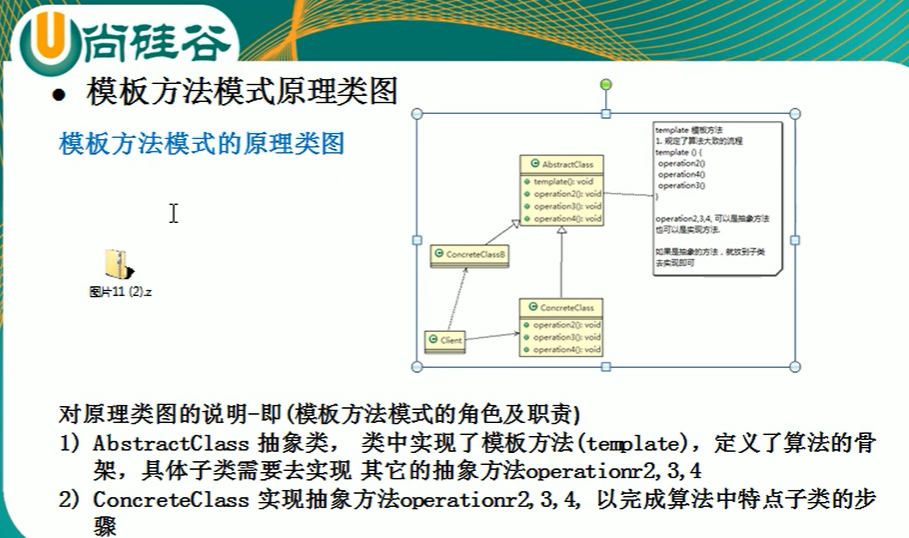 尚硅谷
● 模板方法模式原理类图
模板方法模式的原理类图
图片11 (2).z
AbstractClass
template(): void
operation2(): void
operation3(): void
operation4(): void
template 模板方法
1. 规定了算法大致的流程
template () {
operation2()
operation4()
operation3()
}
operation2,3,4, 可以是抽象方法
也可以是实现方法.
如果是抽象的方法，就放到子类
去实现即可
ConcreteClassB
ConcreteClass
operation2(): void
operation3(): void
operation4(): void
Client
对原理类图的说明-即(模板方法模式的角色及职责)
1) AbstractClass 抽象类， 类中实现了模板方法(template)，定义了算法的骨
架，具体子类需要去实现 其它的抽象方法operationr2,3,4
2) ConcreteClass 实现抽象方法operationr2,3,4, 以完成算法中特点子类的步
骤